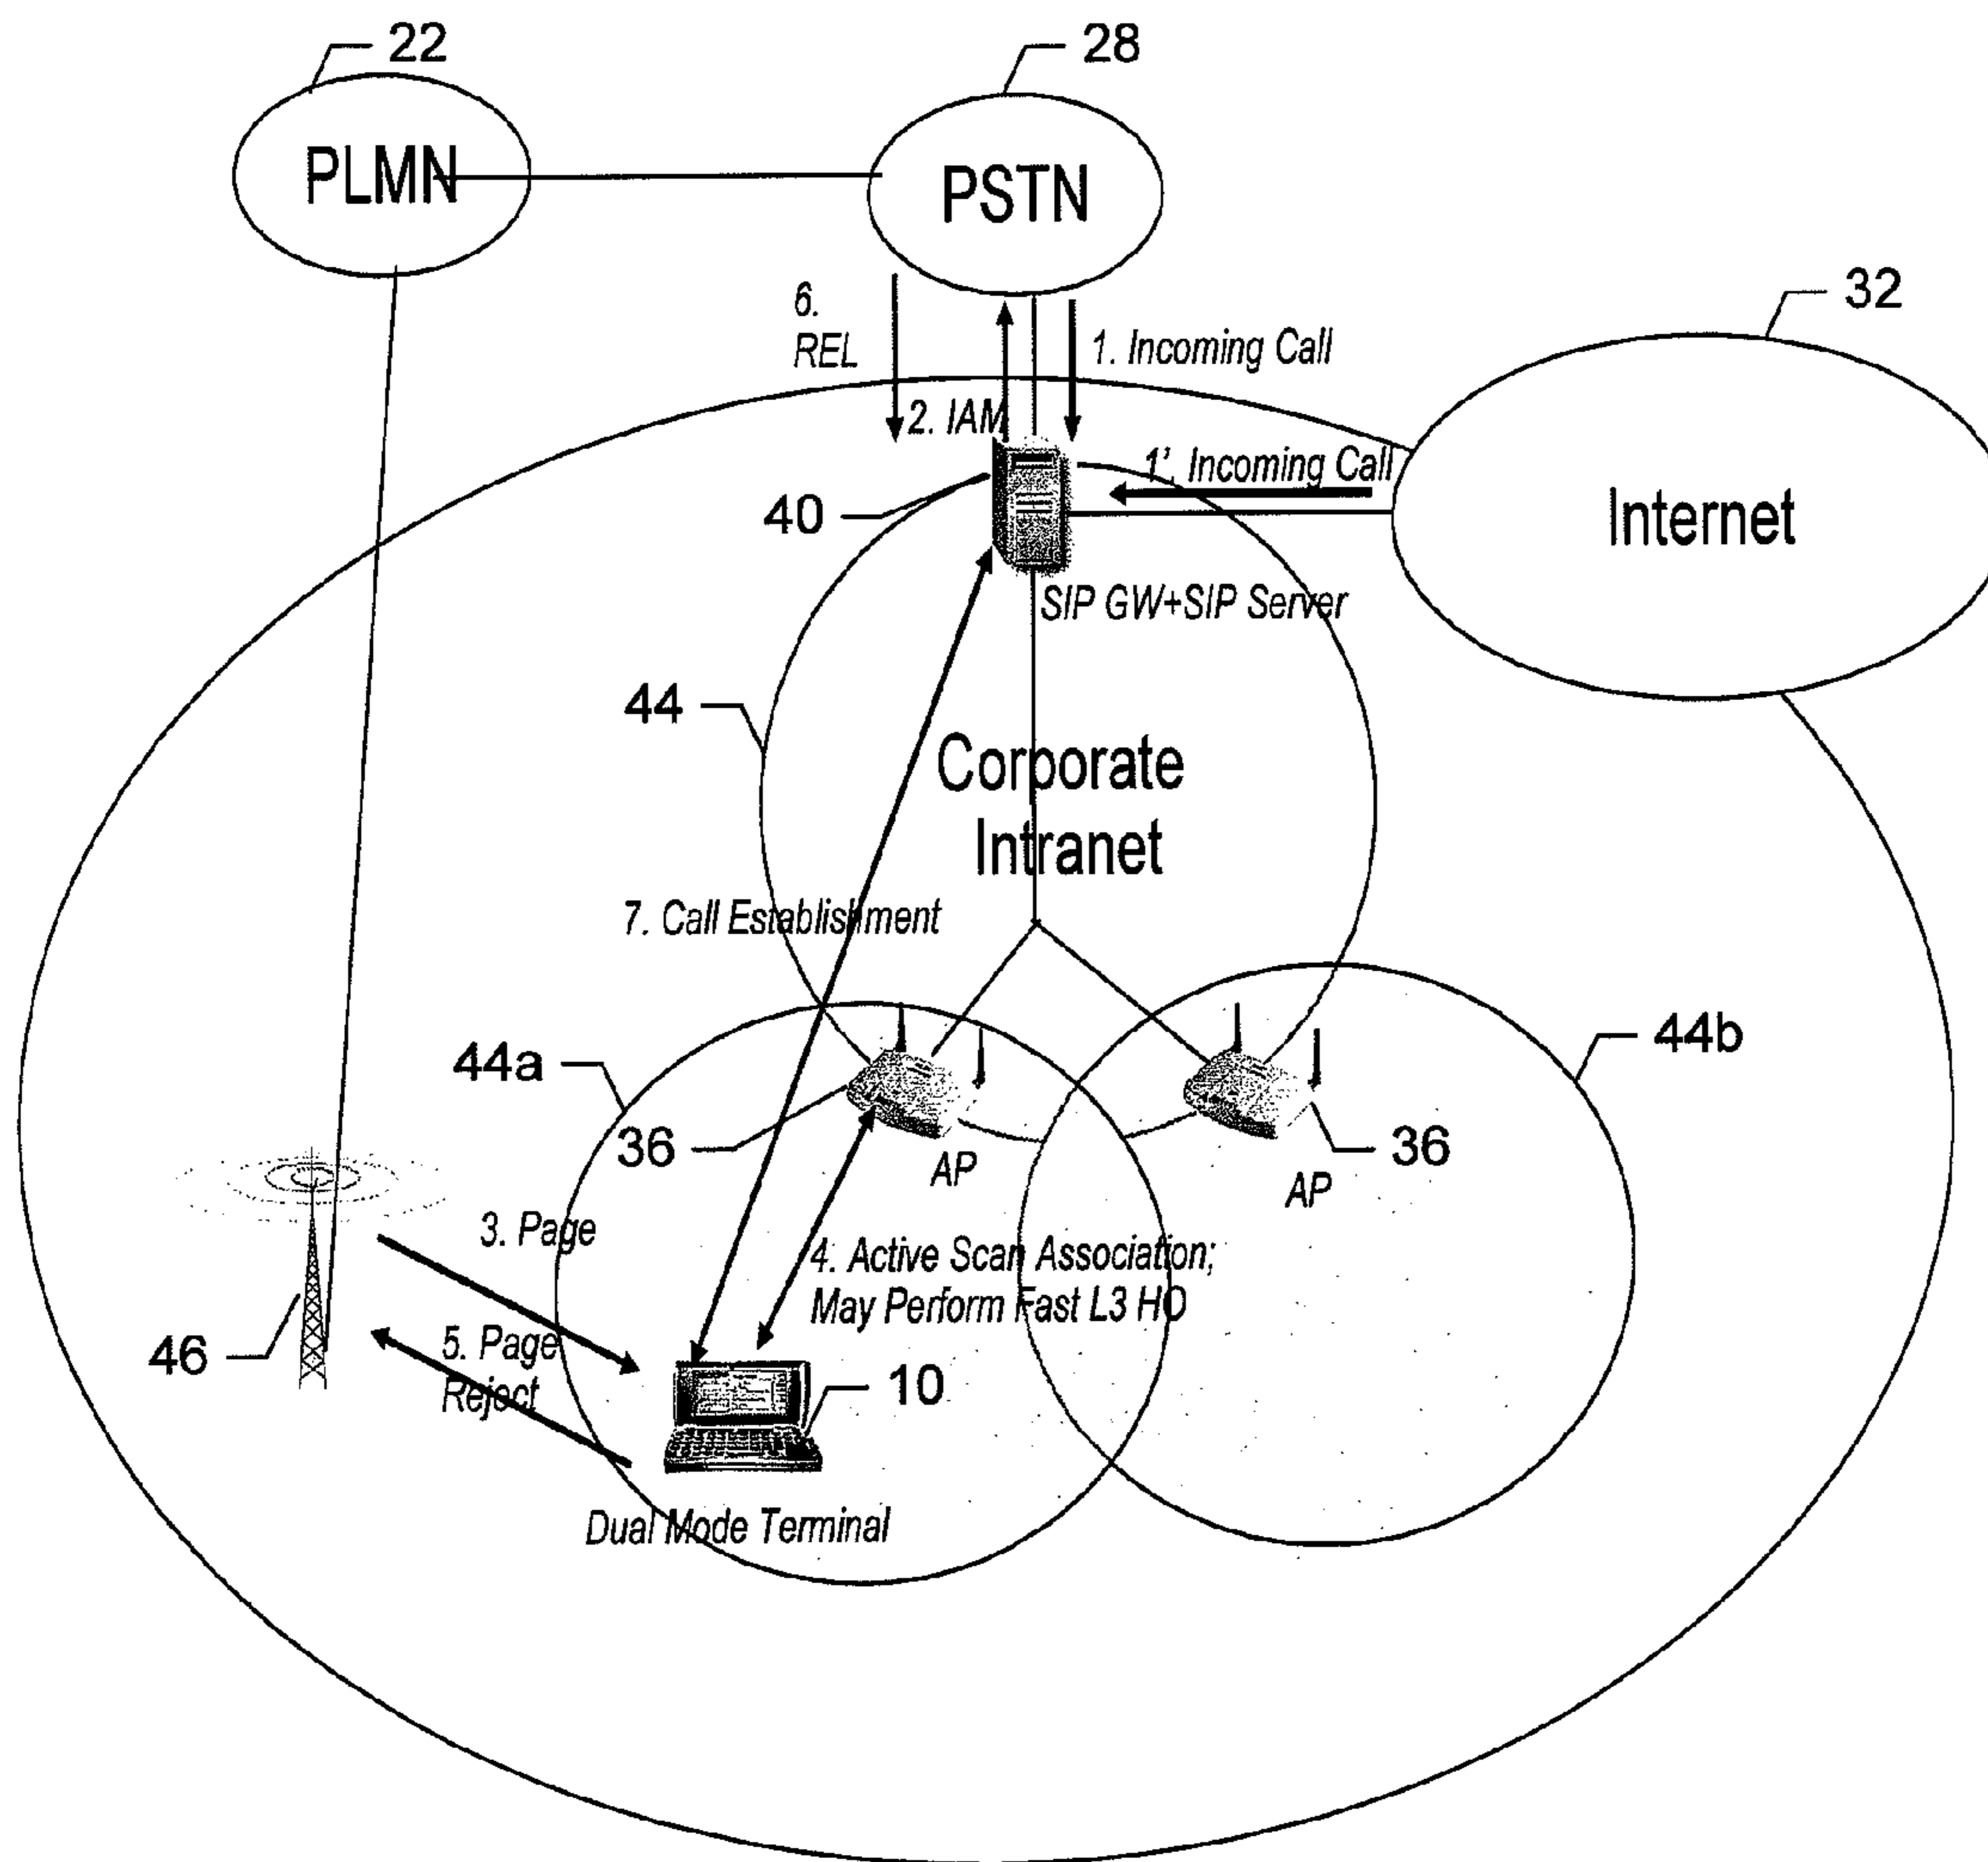 22
28
PLMN
PSTN
32
6.
REL
1. Incoming Call
2. IAM
1'. Incoming Call
40
Internet
SIP GW+SIP Server
44
Corporate
Intranet
7. Call Establishment
44a
44b
36
36
AP
AP
3. Page
4. Active Scan Association;
May Perform Fast L3 HO
46
5. Page
Reject
10
Dual Mode Terminal